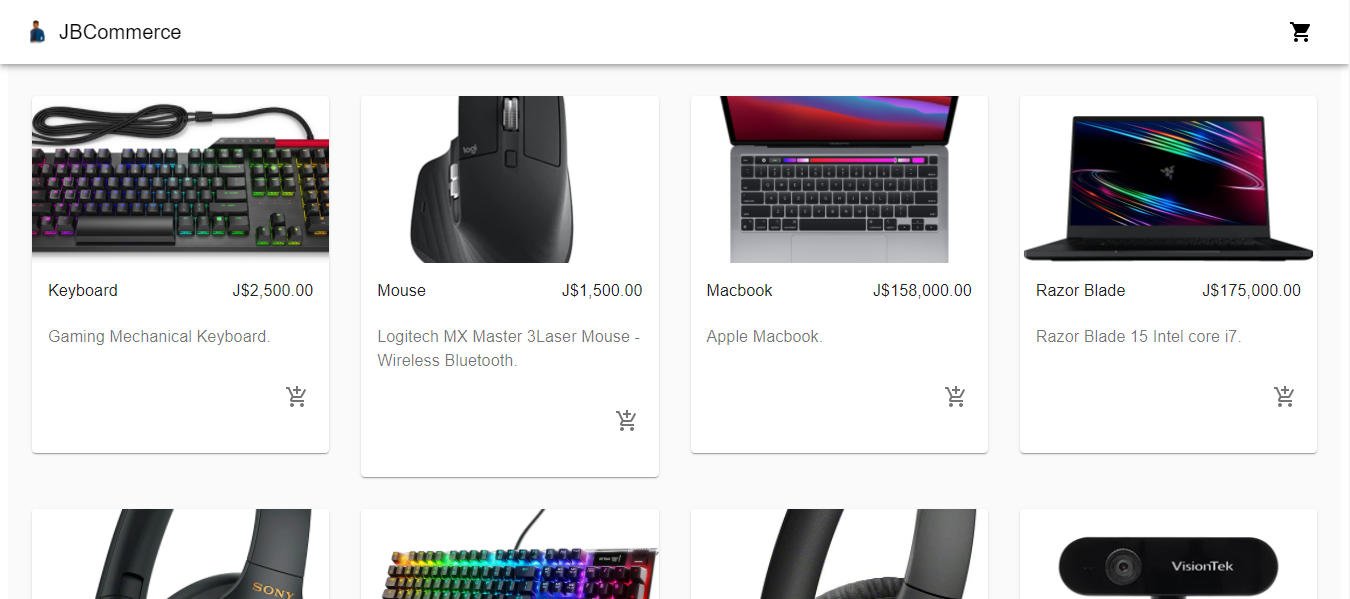 JBCommerce
logi
Keyboard J$2,500.00
Mouse J$1,500.00
Macbook J$158,000.00
Razor Blade J$175,000.00
Gaming Mechanical Keyboard.
Logitech MX Master 3Laser Mouse -
Wireless Bluetooth.
Apple Macbook.
Razor Blade 15 Intel core i7.
SONY
VisionTek